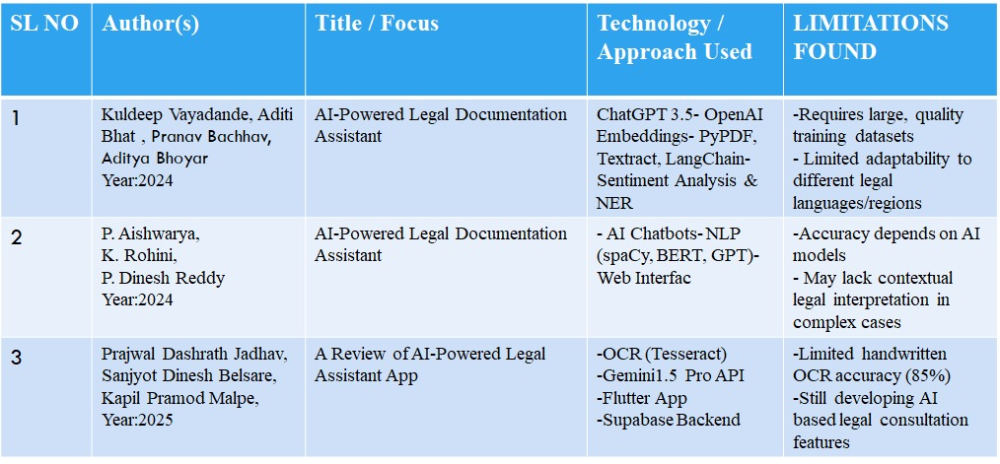 SL NO
Author(s)
Title / Focus
Technology /
Approach Used
LIMITATIONS
FOUND
1
Kuldeep Vayadande, Aditi
Bhat , Pranav Bachhav,
Aditya Bhoyar
Year:2024
AI-Powered Legal Documentation
Assistant
ChatGPT 3.5- OpenAI
Embeddings- PyPDF,
Textract, LangChain-
Sentiment Analysis &
NER
-Requires large, quality
training datasets
- Limited adaptability to
different legal
languages/regions
2
P. Aishwarya,
K. Rohini,
P. Dinesh Reddy
Year:2024
AI-Powered Legal Documentation
Assistant
- AI Chatbots- NLP
(spaCy, BERT, GPT)-
Web Interfac
-Accuracy depends on AI
models
- May lack contextual
legal interpretation in
complex cases
3
Prajwal Dashrath Jadhav,
Sanjyot Dinesh Belsare,
Kapil Pramod Malpe,
Year:2025
A Review of AI-Powered Legal
Assistant App
-OCR (Tesseract)
-Gemini1.5 Pro API
-Flutter App
-Supabase Backend
-Limited handwritten
OCR accuracy (85%)
-Still developing AI
based legal consultation
features